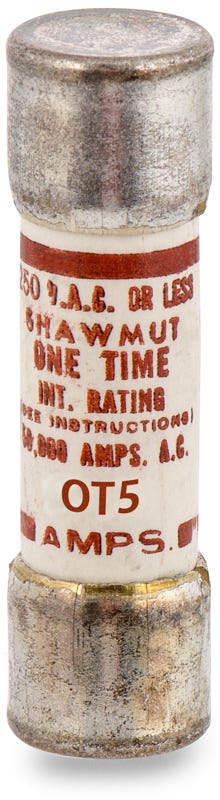 250 V.A.C. OR LESS
SHAWMUT
ONE TIME
INT. RATING
(SEE INSTRUCTIONS)
50,000 AMPS. A.C.
OT5
AMPS.